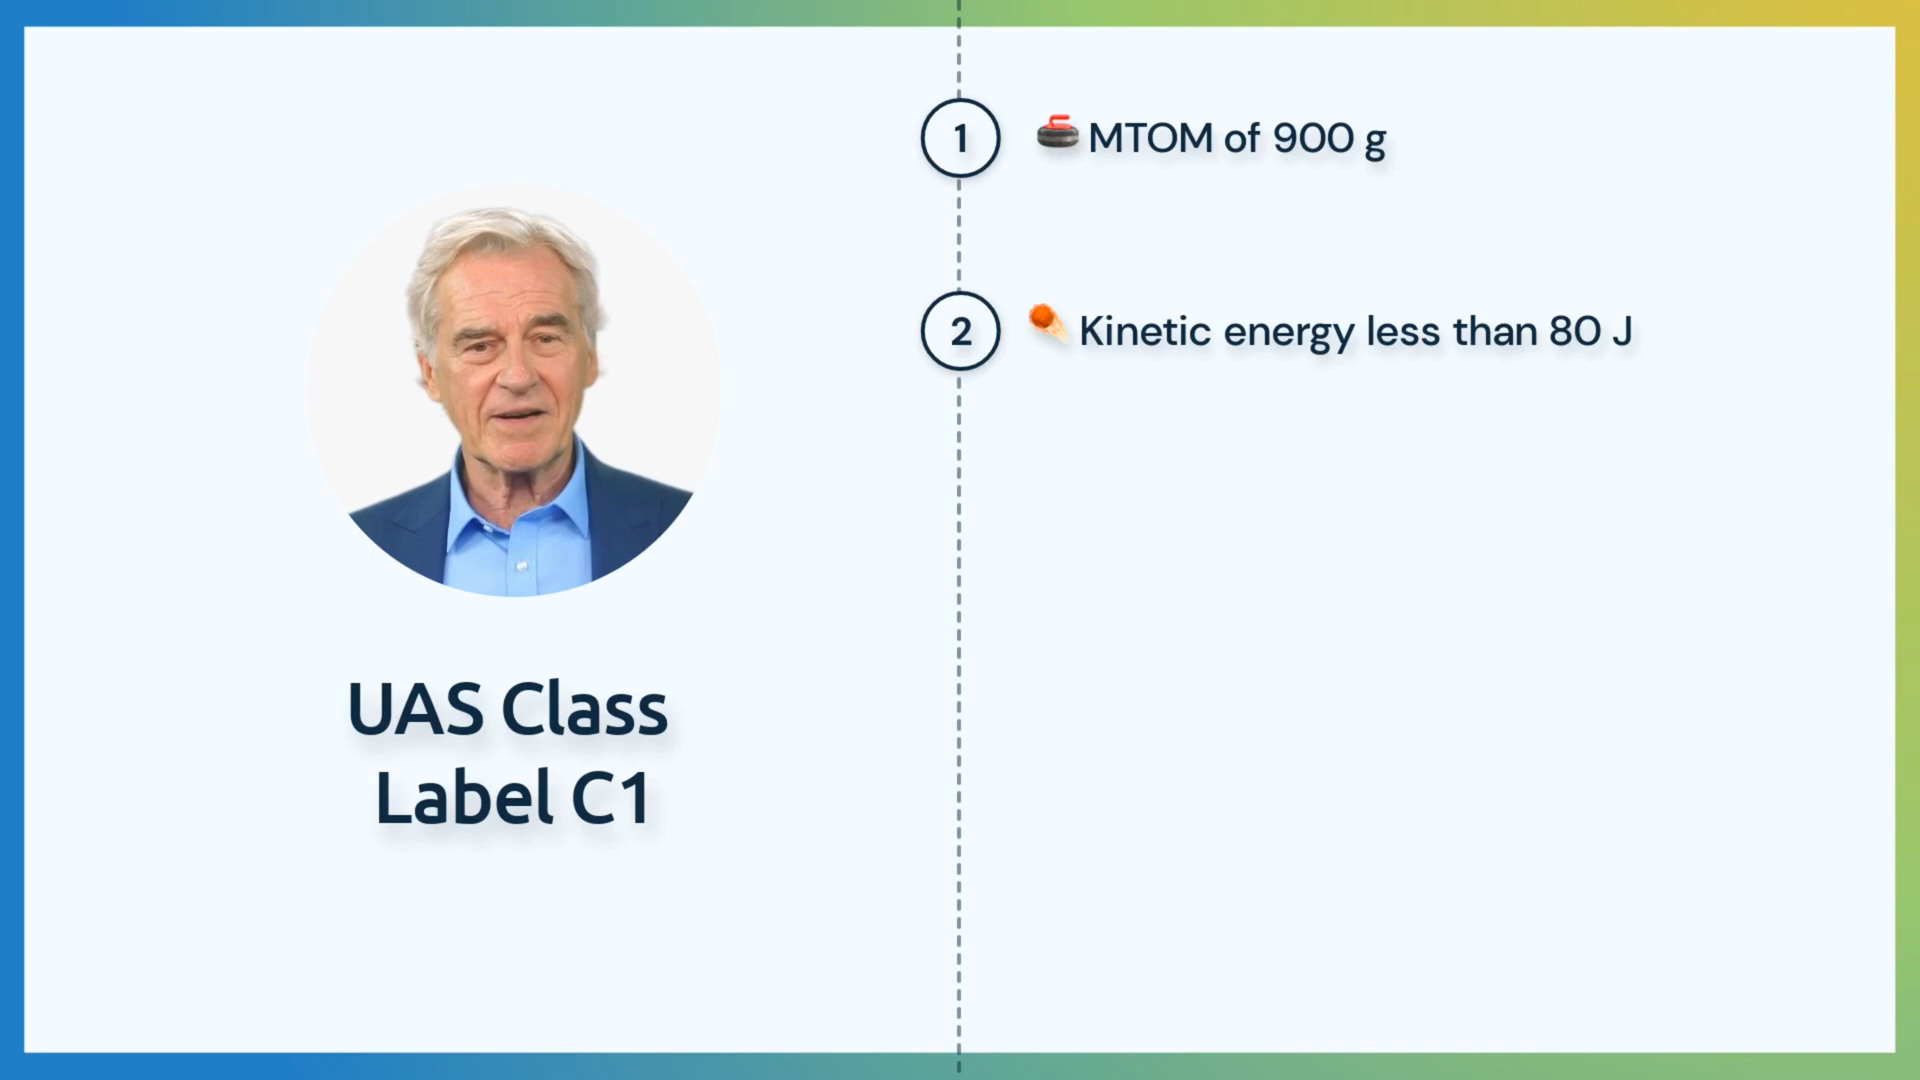 UAS Class
Label C1
1
MTOM of 900 g
2
Kinetic energy less than 80 J